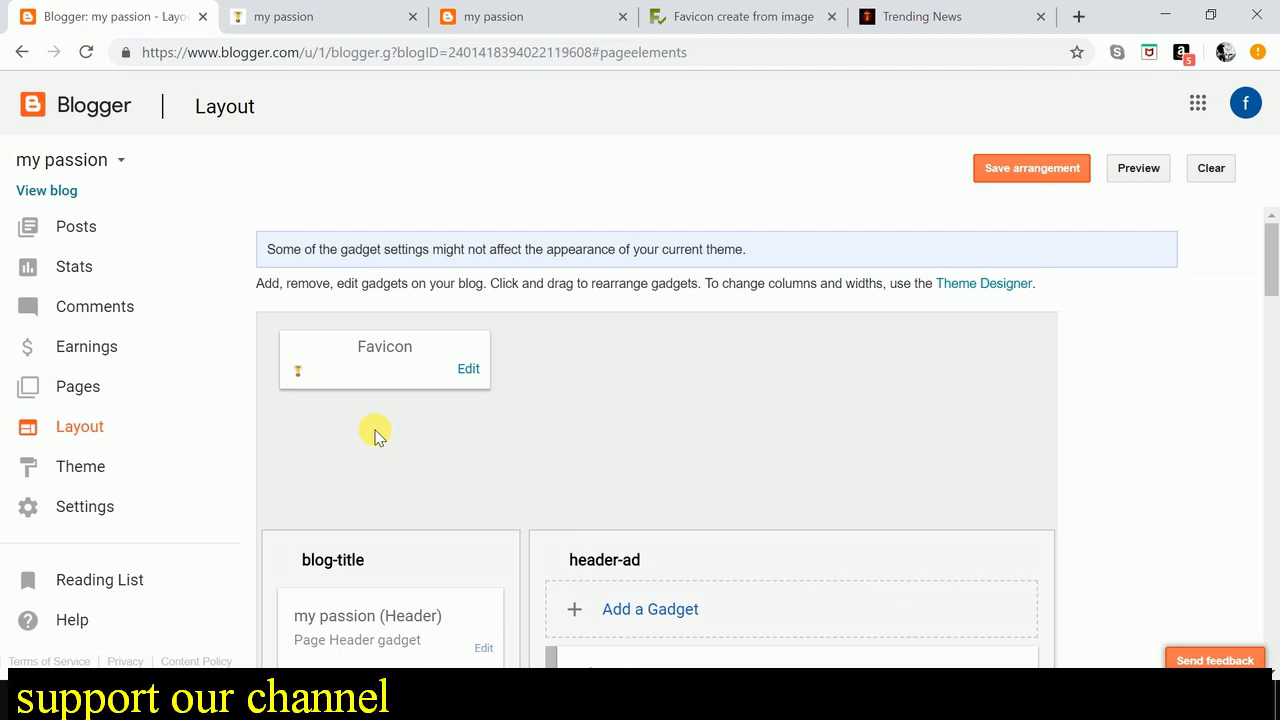 Blogger: my passion - Layo
my passion
my passion
Favicon create from image
Trending News
https://www.blogger.com/u/1/blogger.g?blogID=2401418394022119608#pageelements
5
Blogger
Layout
f
my passion
View blog
Save arrangement
Preview
Clear
Posts
Stats
Comments
Earnings
Pages
Layout
Theme
Settings
Reading List
Help
Terms of Service
Privacy
Content Policy
Some of the gadget settings might not affect the appearance of your current theme.
Add, remove, edit gadgets on your blog. Click and drag to rearrange gadgets. To change columns and widths, use the Theme Designer.
Favicon
Edit
blog-title
my passion (Header)
Page Header gadget
Edit
header-ad
Add a Gadget
Send feedback
support our channel